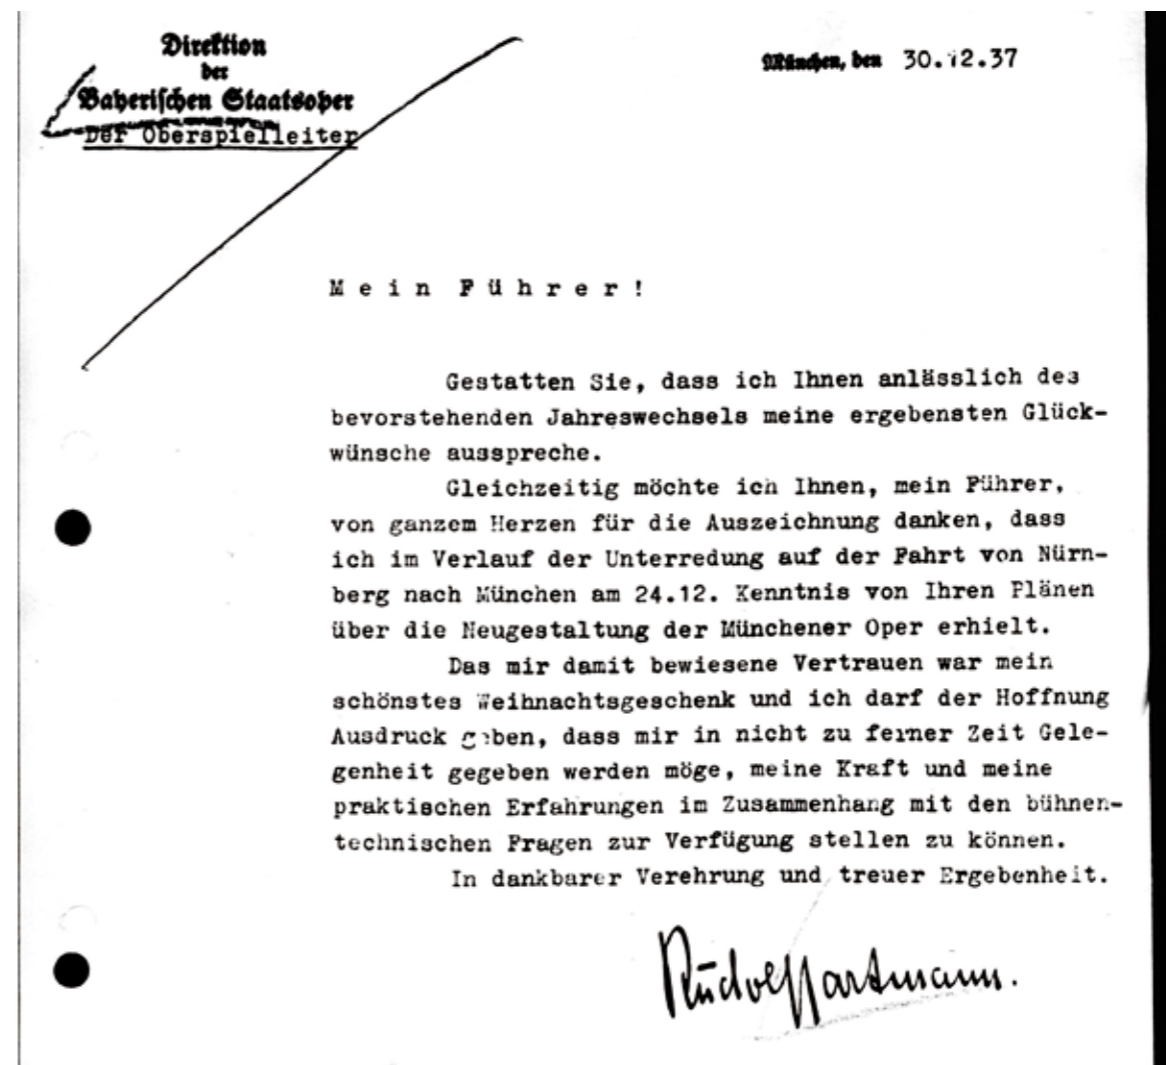 Direktion
der
Bayerischen Staatsoper
Der Oberspielleiter
München, den 30.12.37
Mein Führer!
Gestatten Sie, dass ich Ihnen anlässlich des
bevorstehenden Jahreswechsels meine ergebensten Glück-
wünsche ausspreche.
Gleichzeitig möchte ich Ihnen, mein Führer,
von ganzem Herzen für die Auszeichnung danken, dass
ich im Verlauf der Unterredung auf der Fahrt von Nürn-
berg nach München am 24.12. Kenntnis von Ihren Plänen
über die Neugestaltung der Münchener Oper erhielt.
Das mir damit bewiesene Vertrauen war mein
schönstes Weihnachtsgeschenk und ich darf der Hoffnung
Ausdruck geben, dass mir in nicht zu ferner Zeit Gele-
genheit gegeben werden möge, meine Kraft und meine
praktischen Erfahrungen im Zusammenhang mit den bühnen-
technischen Fragen zur Verfügung stellen zu können.
In dankbarer Verehrung und treuer Ergebenheit.
Rudolf Hartmann.